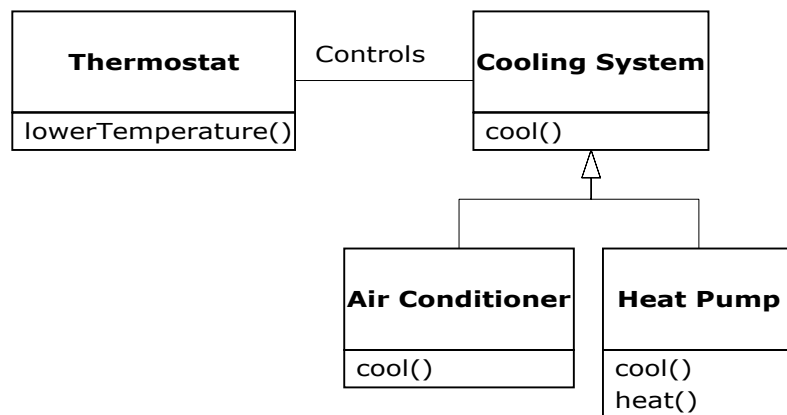 Thermostat
Controls
Cooling System
lowerTemperature()
cool()
Air Conditioner
Heat Pump
cool()
cool()
heat()